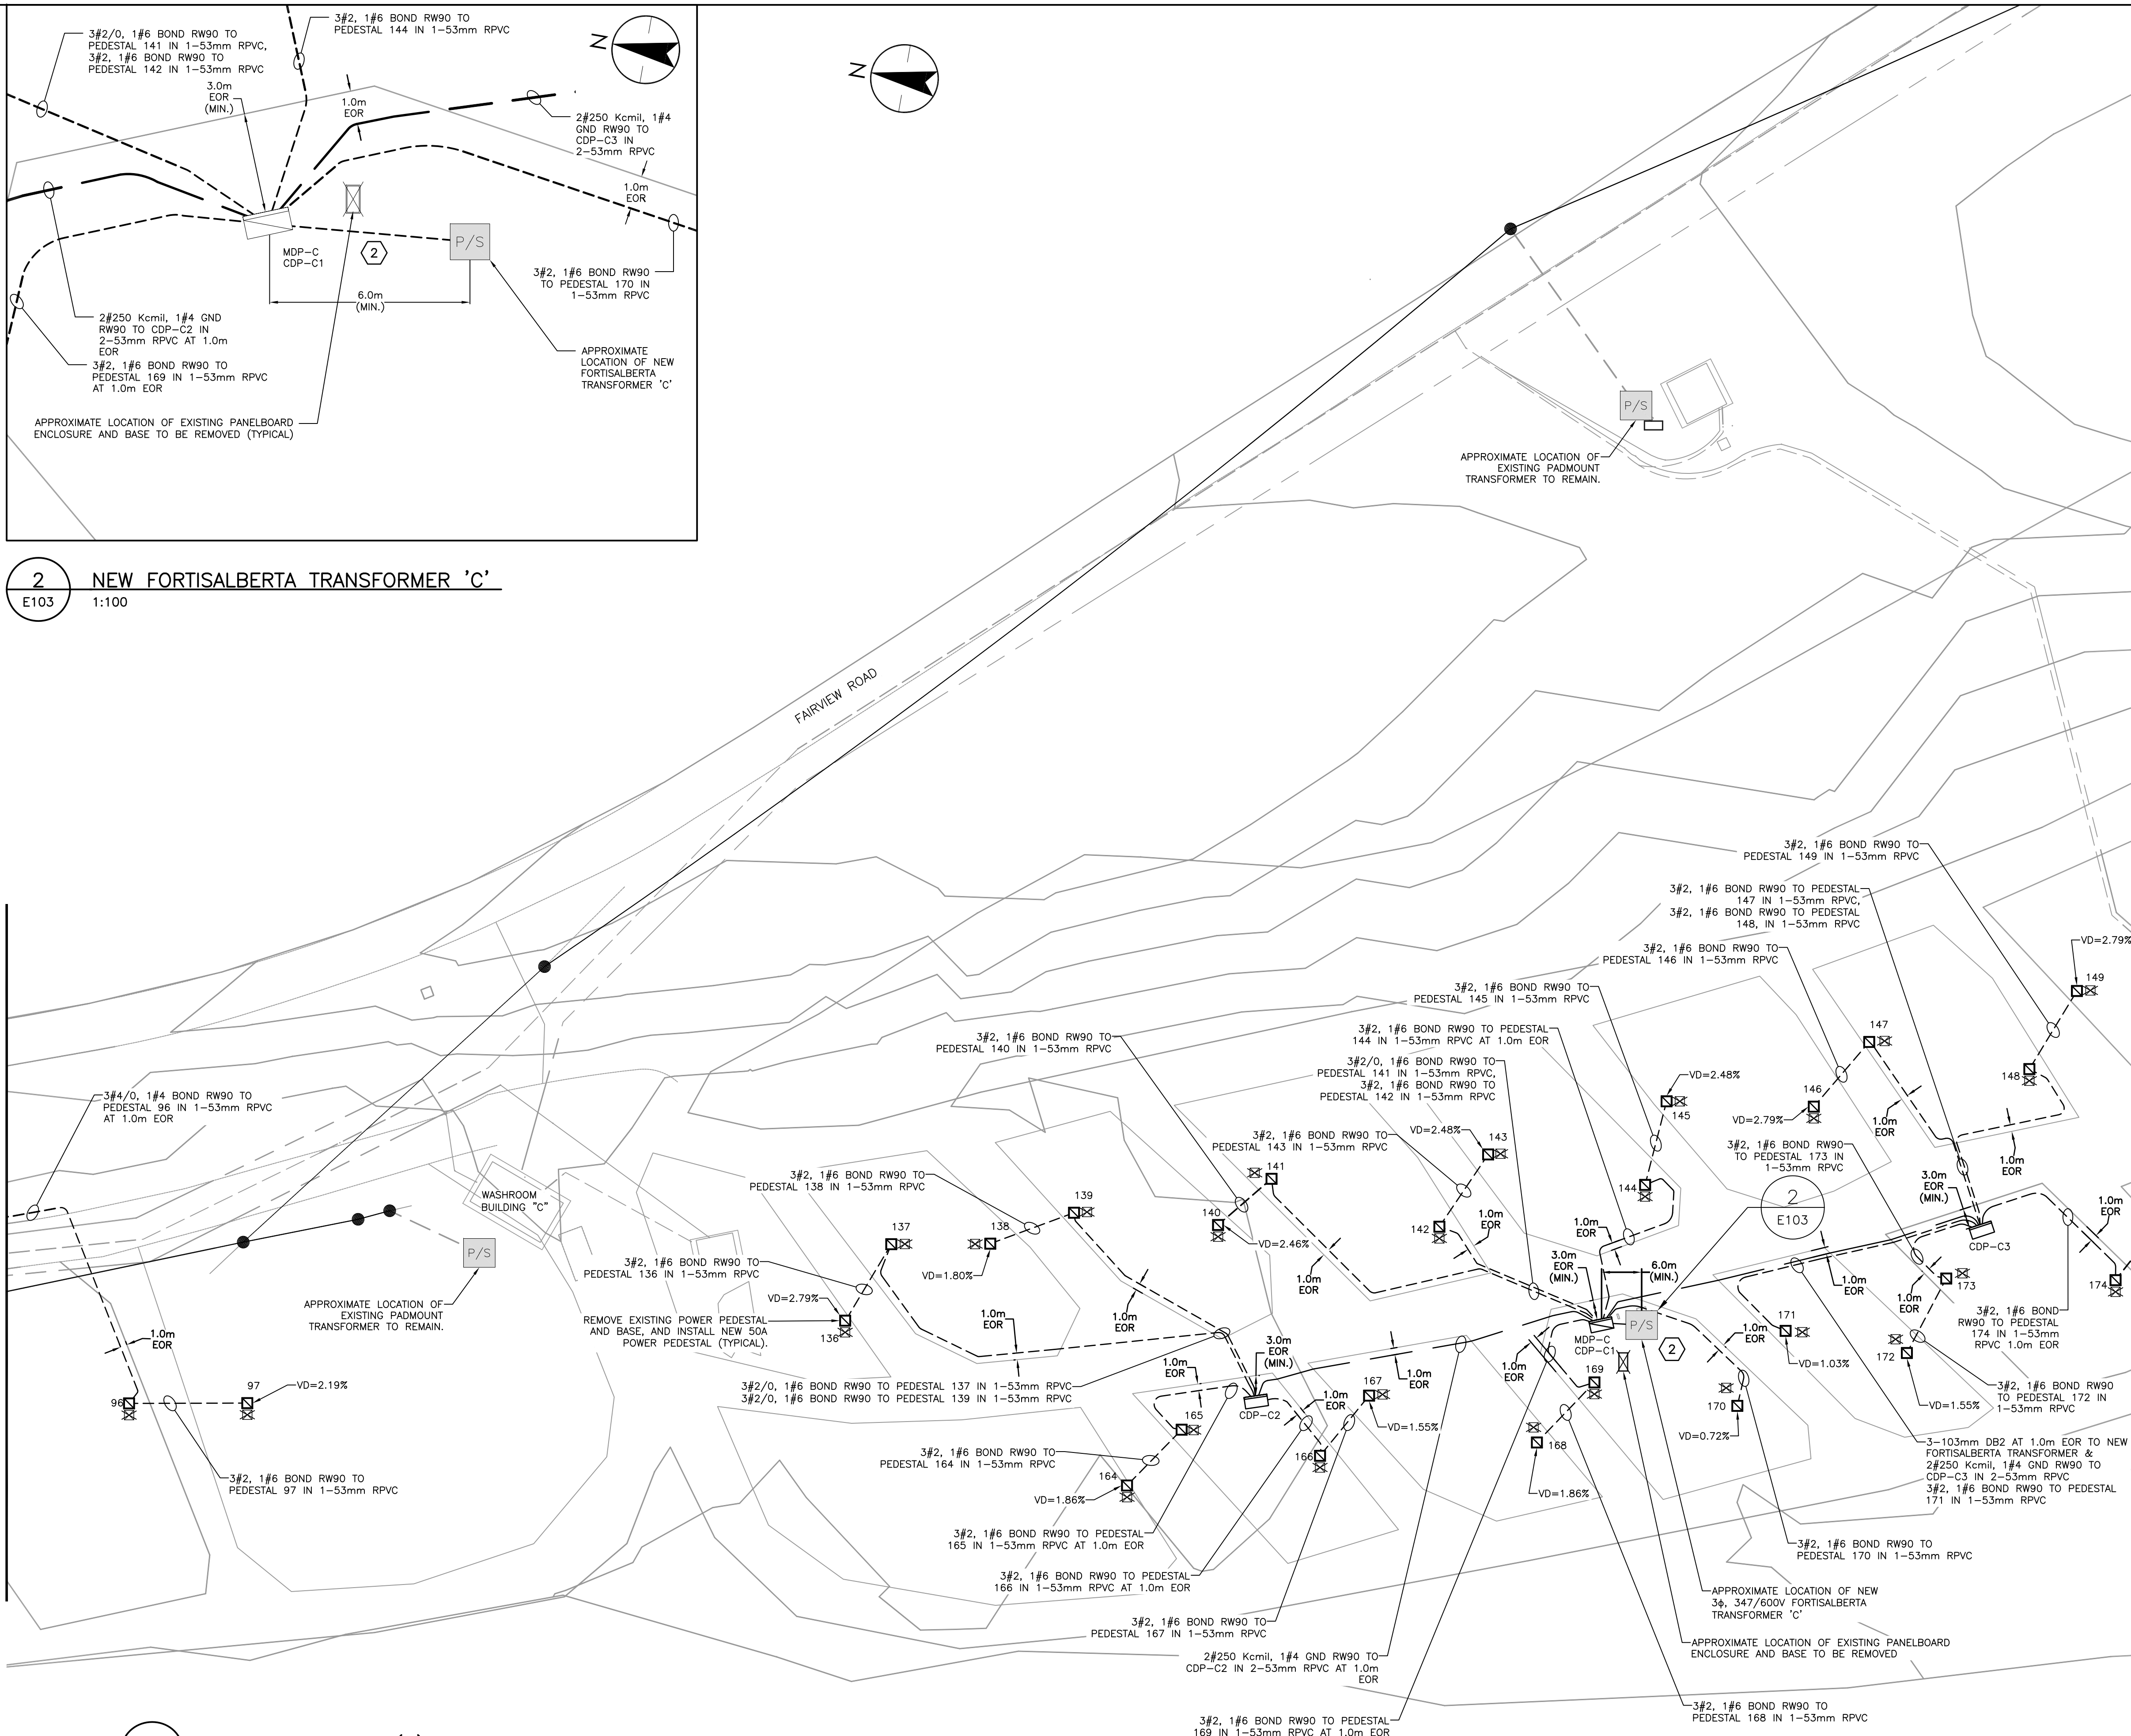 3#2/0, 1#6 BOND RW90 TO
PEDESTAL 141 IN 1-53mm RPVC,
3#2, 1#6 BOND RW90 TO
PEDESTAL 142 IN 1-53mm RPVC
3#2, 1#6 BOND RW90 TO
PEDESTAL 144 IN 1-53mm RPVC
N
3.0m
EOR
(MIN.)
1.0m
EOR
2#250 Kcmil, 1#4
GND RW90 TO
CDP-C3 IN
2-53mm RPVC
1.0m
EOR
P/S
MDP-C
CDP-C1
2
6.0m
(MIN.)
3#2, 1#6 BOND RW90
TO PEDESTAL 170 IN
1-53mm RPVC
2#250 Kcmil, 1#4 GND
RW90 TO CDP-C2 IN
2-53mm RPVC AT 1.0m
EOR
3#2, 1#6 BOND RW90 TO
PEDESTAL 169 IN 1-53mm RPVC
AT 1.0m EOR
APPROXIMATE
LOCATION OF NEW
FORTISALBERTA
TRANSFORMER 'C'
APPROXIMATE LOCATION OF EXISTING PANELBOARD
ENCLOSURE AND BASE TO BE REMOVED (TYPICAL)
2
E103
NEW FORTISALBERTA TRANSFORMER 'C'
1:100
N
P/S
APPROXIMATE LOCATION OF
EXISTING PADMOUNT
TRANSFORMER TO REMAIN.
FAIRVIEW ROAD
3#2, 1#6 BOND RW90 TO
PEDESTAL 149 IN 1-53mm RPVC
3#2, 1#6 BOND RW90 TO PEDESTAL
147 IN 1-53mm RPVC,
3#2, 1#6 BOND RW90 TO PEDESTAL
148, IN 1-53mm RPVC
3#2, 1#6 BOND RW90 TO
PEDESTAL 146 IN 1-53mm RPVC
VD=2.79%
149
3#2, 1#6 BOND RW90 TO
PEDESTAL 145 IN 1-53mm RPVC
3#2, 1#6 BOND RW90 TO PEDESTAL
144 IN 1-53mm RPVC AT 1.0m EOR
3#2, 1#6 BOND RW90 TO
PEDESTAL 140 IN 1-53mm RPVC
3#2/0, 1#6 BOND RW90 TO
PEDESTAL 141 IN 1-53mm RPVC,
3#2, 1#6 BOND RW90 TO
PEDESTAL 142 IN 1-53mm RPVC
147
148
146
VD=2.79%
1.0m
EOR
1.0m
EOR
VD=2.48%
145
3#4/0, 1#4 BOND RW90 TO
PEDESTAL 96 IN 1-53mm RPVC
AT 1.0m EOR
3#2, 1#6 BOND RW90 TO
PEDESTAL 143 IN 1-53mm RPVC
VD=2.48%
143
3#2, 1#6 BOND RW90
TO PEDESTAL 173 IN
1-53mm RPVC
3.0m
EOR
(MIN.)
144
141
3#2, 1#6 BOND RW90 TO
PEDESTAL 138 IN 1-53mm RPVC
WASHROOM
BUILDING "C"
139
140
142
1.0m
EOR
1.0m
EOR
2
E103
1.0m
EOR
137
138
VD=2.46%
VD=1.80%
CDP-C3
P/S
3#2, 1#6 BOND RW90 TO
PEDESTAL 136 IN 1-53mm RPVC
VD=2.79%
1.0m
EOR
3.0m
EOR
(MIN.)
6.0m
(MIN.)
1.0m
EOR
1.0m
EOR
173
174
APPROXIMATE LOCATION OF
EXISTING PADMOUNT
TRANSFORMER TO REMAIN.
REMOVE EXISTING POWER PEDESTAL
AND BASE, AND INSTALL NEW 50A
POWER PEDESTAL (TYPICAL).
136
1.0m
EOR
1.0m
EOR
3#2, 1#6 BOND
RW90 TO PEDESTAL
174 IN 1-53mm
RPVC 1.0m EOR
1.0m
EOR
3.0m
EOR
(MIN.)
MDP-C
CDP-C1
P/S
2
1.0m
EOR
171
VD=1.03%
172
1.0m
EOR
1.0m
EOR
1.0m
EOR
169
96
97
VD=2.19%
3#2/0, 1#6 BOND RW90 TO PEDESTAL 137 IN 1-53mm RPVC
3#2/0, 1#6 BOND RW90 TO PEDESTAL 139 IN 1-53mm RPVC
CDP-C2
1.0m
EOR
167
VD=1.55%
170
VD=0.72%
VD=1.55%
3#2, 1#6 BOND RW90
TO PEDESTAL 172 IN
1-53mm RPVC
165
166
168
3#2, 1#6 BOND RW90 TO
PEDESTAL 164 IN 1-53mm RPVC
3-103mm DB2 AT 1.0m EOR TO NEW
FORTISALBERTA TRANSFORMER &
2#250 Kcmil, 1#4 GND RW90 TO
CDP-C3 IN 2-53mm RPVC
3#2, 1#6 BOND RW90 TO PEDESTAL
171 IN 1-53mm RPVC
3#2, 1#6 BOND RW90 TO
PEDESTAL 97 IN 1-53mm RPVC
164
VD=1.86%
VD=1.86%
3#2, 1#6 BOND RW90 TO PEDESTAL
165 IN 1-53mm RPVC AT 1.0m EOR
3#2, 1#6 BOND RW90 TO
PEDESTAL 170 IN 1-53mm RPVC
3#2, 1#6 BOND RW90 TO PEDESTAL
166 IN 1-53mm RPVC AT 1.0m EOR
APPROXIMATE LOCATION OF NEW
3ϕ, 347/600V FORTISALBERTA
TRANSFORMER 'C'
3#2, 1#6 BOND RW90 TO
PEDESTAL 167 IN 1-53mm RPVC
APPROXIMATE LOCATION OF EXISTING PANELBOARD
ENCLOSURE AND BASE TO BE REMOVED
2#250 Kcmil, 1#4 GND RW90 TO
CDP-C2 IN 2-53mm RPVC AT 1.0m
EOR
3#2, 1#6 BOND RW90 TO
PEDESTAL 168 IN 1-53mm RPVC
3#2, 1#6 BOND RW90 TO PEDESTAL
169 IN 1-53mm RPVC AT 1.0m EOR